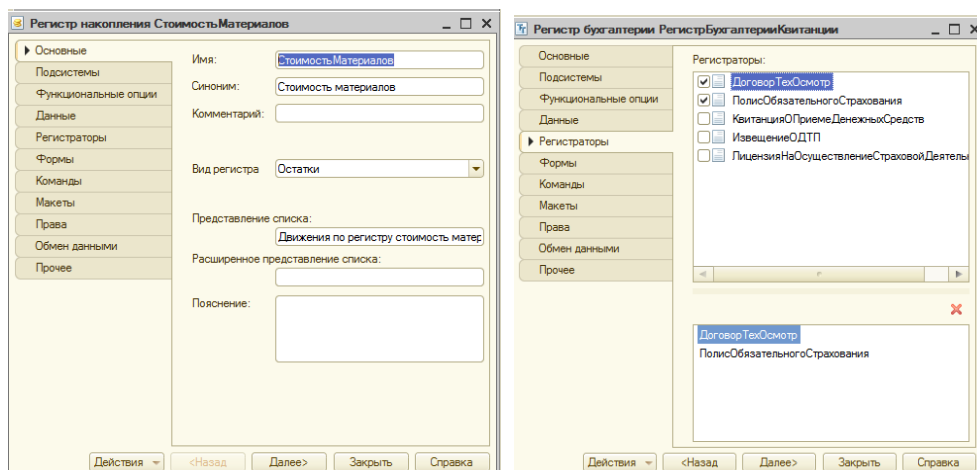 Регистр накопления СтоимостьМатериалов
Основные
Подсистемы
Функциональные опции
Данные
Регистраторы
Формы
Команды
Макеты
Права
Обмен данными
Прочее
Имя:
СтоимостьМатериалов
Синоним:
Стоимость материалов
Комментарий:
Вид регистра
Остатки
Представление списка:
Движения по регистру стоимость матер
Расширенное представление списка:
Пояснение:
Действия
<Назад
Далее>
Закрыть
Справка
Регистр бухгалтерии РегистрБухгалтерииКвитанции
Основные
Подсистемы
Функциональные опции
Данные
Регистраторы
Формы
Команды
Макеты
Права
Обмен данными
Прочее
Регистраторы:
ДоговорТехОсмотр
ПолисОбязательногоСтрахования
КвитанцияОПриемеДенежныхСредств
ИзвещениеОДТП
ЛицензияНаОсуществлениеСтраховойДеятелы
ДоговорТехОсмотр
ПолисОбязательногоСтрахования
Действия
<Назад
Далее>
Закрыть
Справка